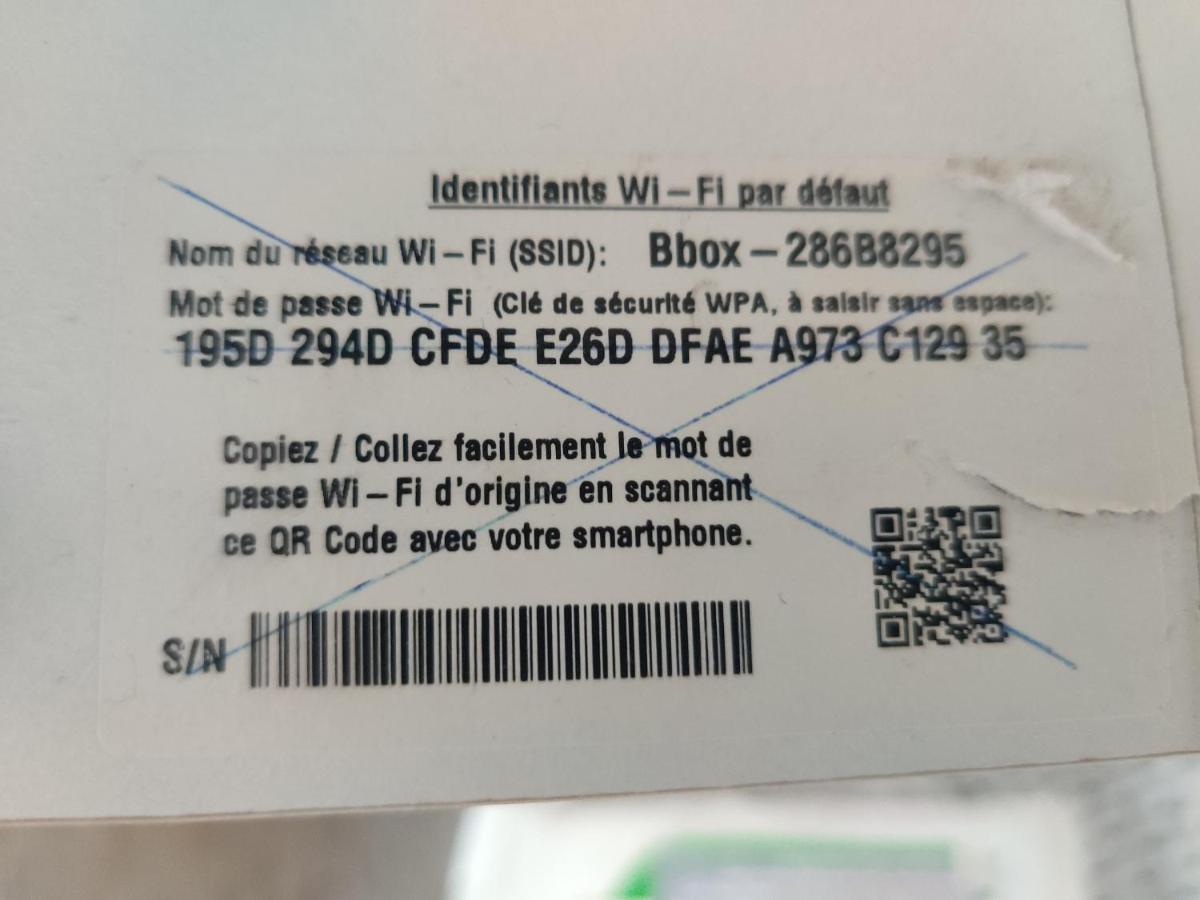 Identifiants Wi-Fi par défaut
Nom du réseau Wi-Fi (SSID): Bbox-286B8295
Mot de passe Wi-Fi (Clé de sécurité WPA, à saisir sans espace):
195D 294D CFDE E26D DFAE A973 C129 35
Copiez / Collez facilement le mot de
passe Wi-Fi d'origine en scannant
ce QR Code avec votre smartphone.
S/N